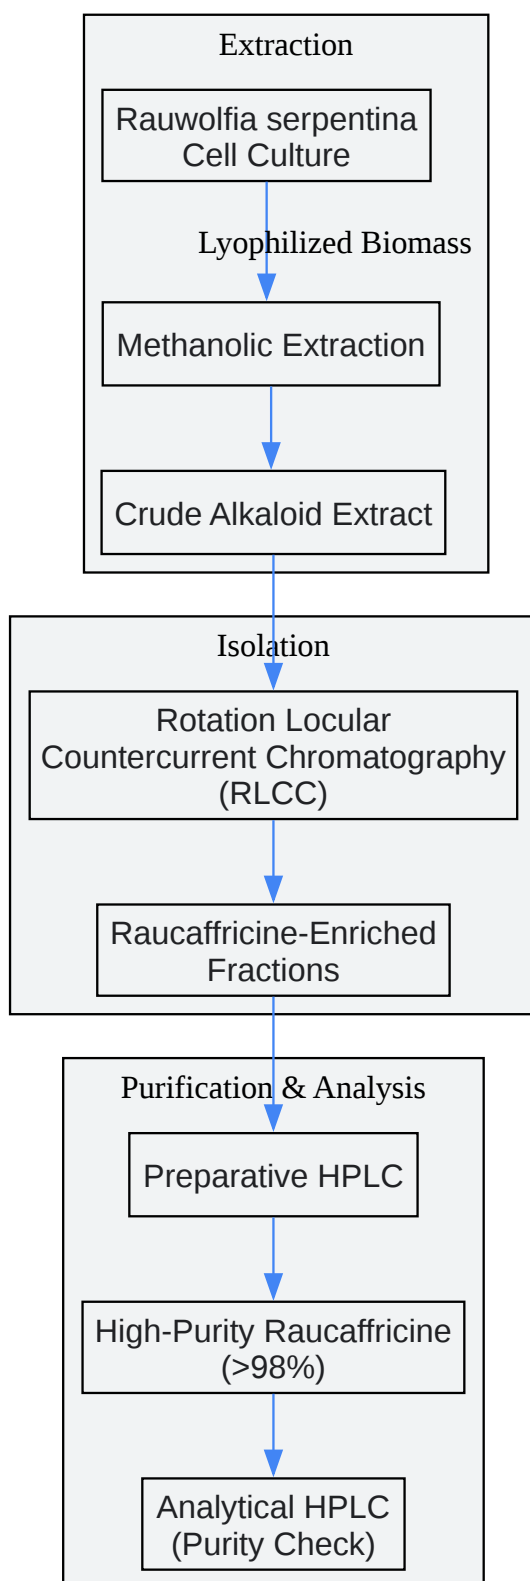 Extraction
Rauwolfia serpentina
Cell Culture
Lyophilized Biomass
Methanolic Extraction
Crude Alkaloid Extract
Isolation
Rotation Locular
Countercurrent Chromatography
(RLCC)
Raucaffricine-Enriched
Fractions
Purification & Analysis
Preparative HPLC
High-Purity Raucaffricine
(>98%)
Analytical HPLC
(Purity Check)